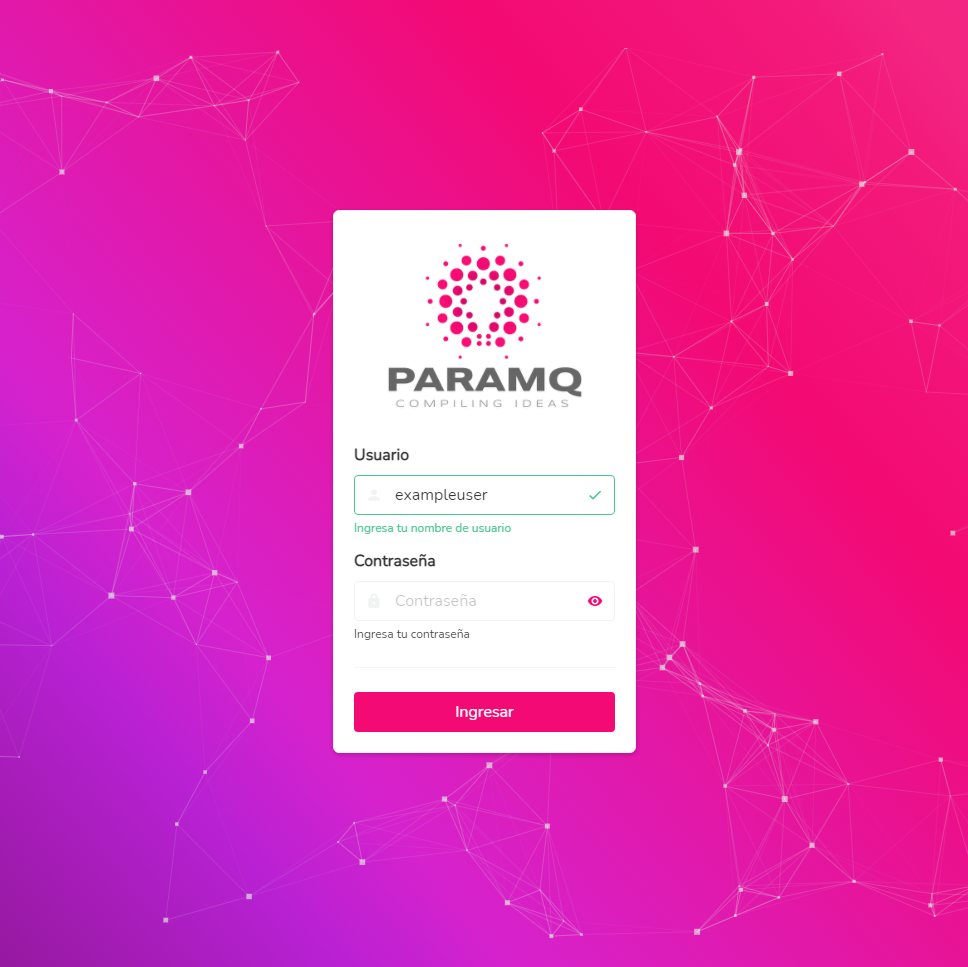 PARAMQ
COMPILING IDEAS
Usuario
exampleuser
Ingresa tu nombre de usuario
Contraseña
Contraseña
Ingresa tu contraseña
Ingresar